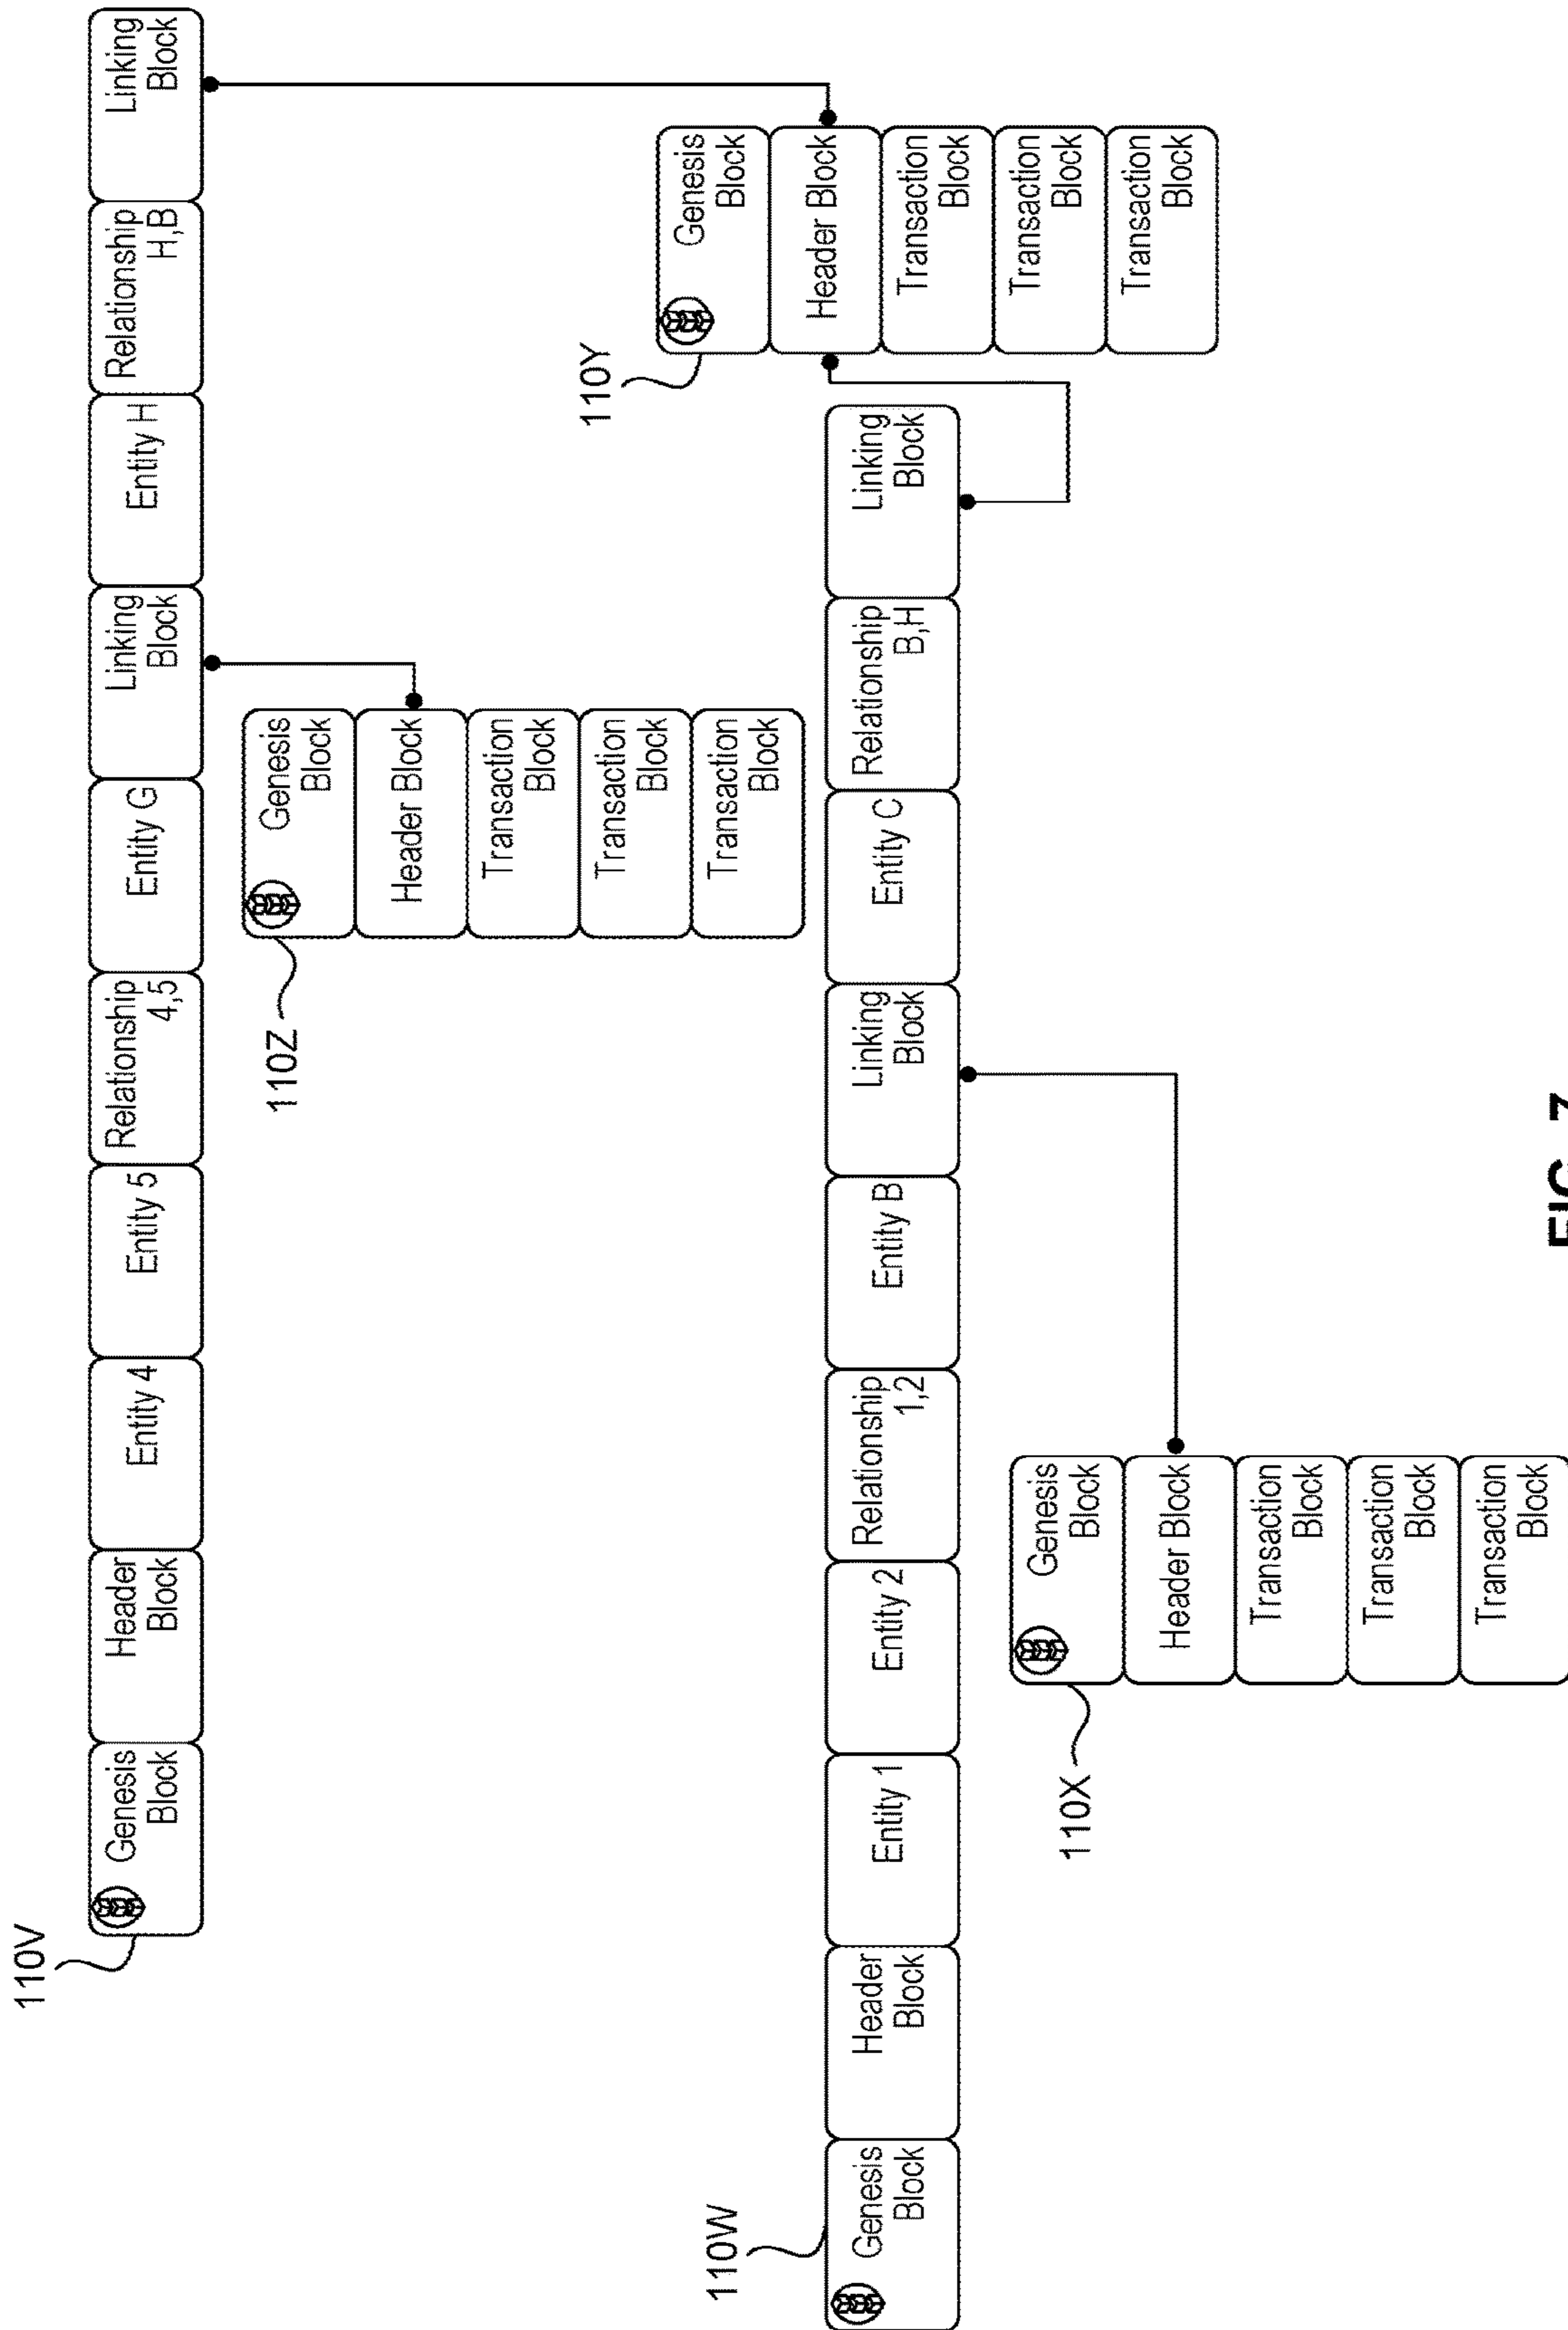 110V
Genesis
Block
Header
Block
Entity 4
Entity 5
Relationship
4,5
Entity G
Linking
Block
Entity H
Relationship
H,B
Linking
Block
110Z
Genesis
Block
Header Block
Transaction
Block
Transaction
Block
Transaction
Block
110Y
Genesis
Block
Header Block
Transaction
Block
Transaction
Block
Transaction
Block
110W
Genesis
Block
Header
Block
Entity 1
Entity 2
Relationship
1,2
Entity B
Linking
Block
Entity C
Relationship
B,H
Linking
Block
110X
Genesis
Block
Header Block
Transaction
Block
Transaction
Block
Transaction
Block
FIG. 7